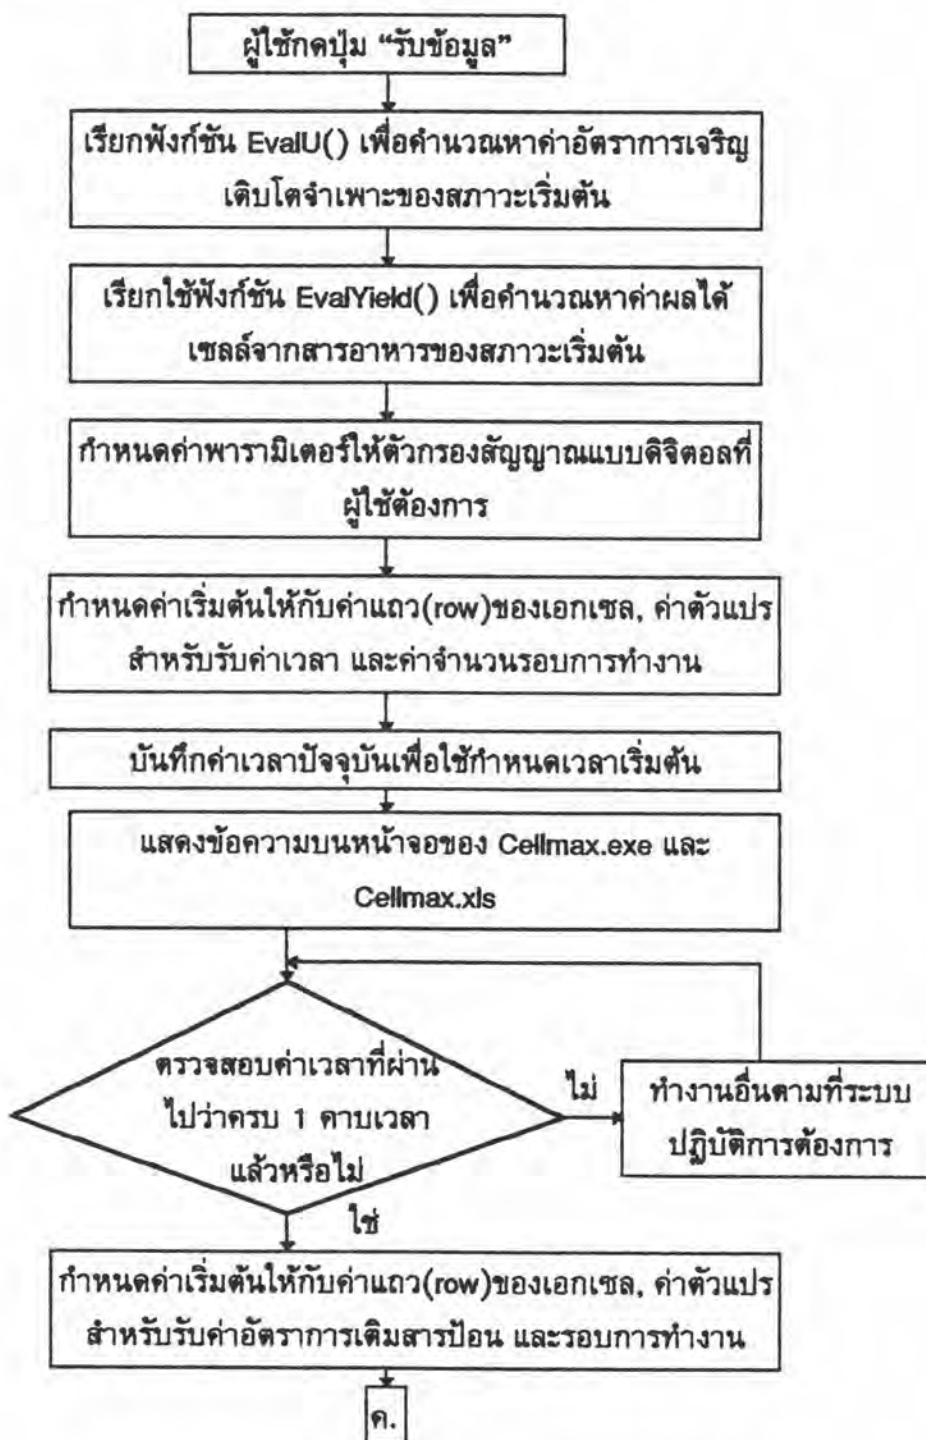 ผู้ใช้กดปุ่ม “รับข้อมูล”
เรียกฟังก์ชัน EvalU() เพื่อคำนวณหาค่าอัตราการเจริญ
เติบโตจำเพาะของสภาวะเริ่มต้น
เรียกใช้ฟังก์ชัน EvalYield() เพื่อคำนวณหาค่าผลได้
เซลล์จากสารอาหารของสภาวะเริ่มต้น
กำหนดค่าพารามิเตอร์ให้ตัวกรองสัญญาณแบบดิจิตอลที่
ผู้ใช้ต้องการ
กำหนดค่าเริ่มต้นให้กับค่าแถว(row)ของเอกเซล, ค่าตัวแปร
สำหรับรับค่าเวลา และค่าจำนวนรอบการทำงาน
บันทึกค่าเวลาปัจจุบันเพื่อใช้กำหนดเวลาเริ่มต้น
แสดงข้อความบนหน้าจอของ Cellmax.exe และ
Cellmax.xls
ตรวจสอบค่าเวลาที่ผ่าน
ไปว่าครบ 1 คาบเวลา
แล้วหรือไม่
ไม่
ทำงานอื่นตามที่ระบบ
ปฏิบัติการต้องการ
ใช่
กำหนดค่าเริ่มต้นให้กับค่าแถว(row)ของเอกเซล, ค่าตัวแปร
สำหรับรับค่าอัตราการเติมสารป้อน และรอบการทำงาน
ค.